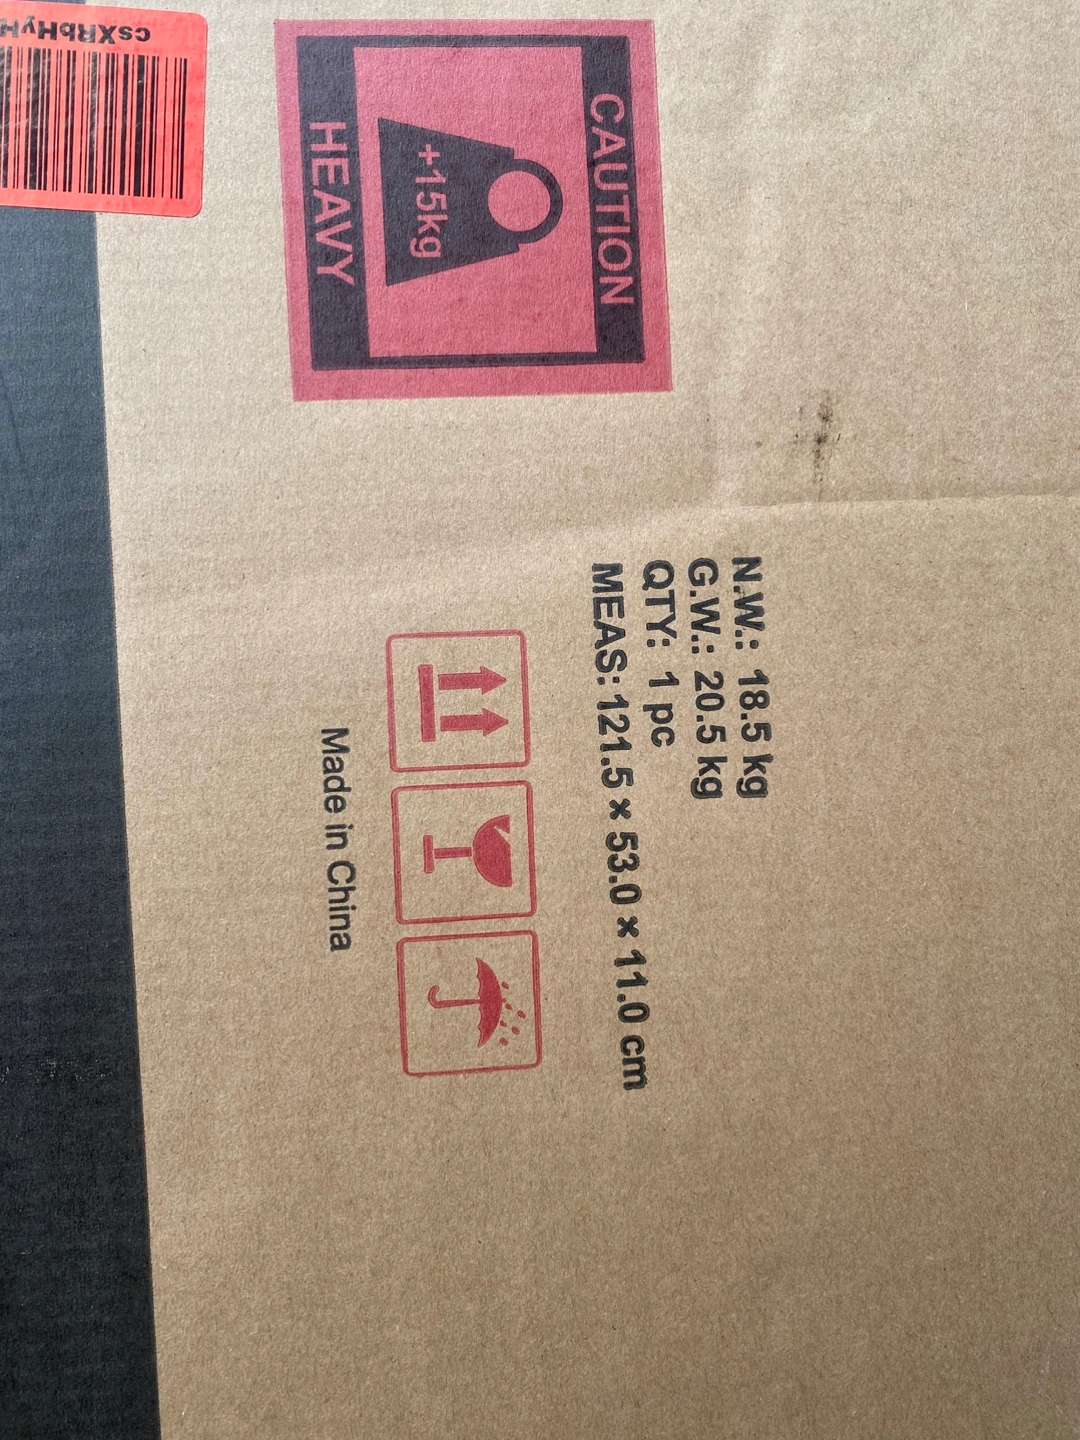 CAUTION
+15kg
HEAVY
N.W.: 18.5 kg
G.W.: 20.5 kg
QTY: 1 pc
MEAS: 121.5 × 53.0 × 11.0 cm
Made in China